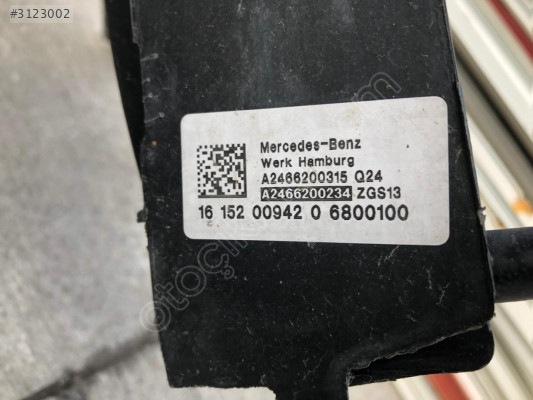 #3123002
Mercedes-Benz
Werk Hamburg
A2466200315 Q24
A2466200234 ZGS13
16 152 00942 0 6800100